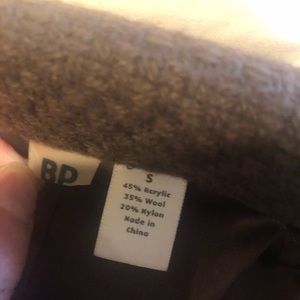 BP
S
45% Acrylic
35% Wool
20% Nylon
Made in
China